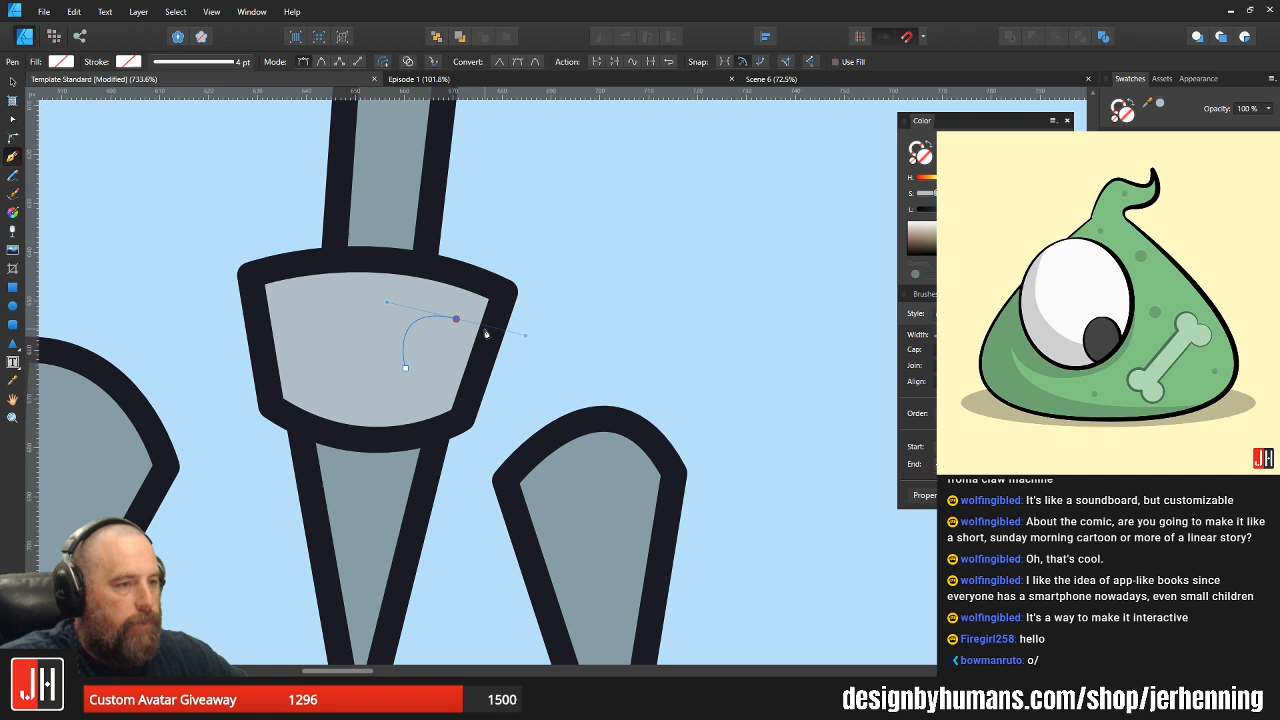 File Edit Text Layer Select View Window Help
Pen Fill: Stroke: 4 pt Mode: Convert: Action: Snap: Use Fill
Template Standard [Modified] (733.6%) Episode 1 (101.8%) Scene 6 (72.5%)
Swatches Assets Appearance
Opacity: 100 %
Color
H:
S:
L:
Brushes
Style:
Width:
Cap:
Join:
Align:
Order:
Start:
End:
Proper
JH
wolfingibled: It's like a soundboard, but customizable
wolfingibled: About the comic, are you going to make it like
a short, sunday morning cartoon or more of a linear story?
wolfingibled: Oh, that's cool.
wolfingibled: I like the idea of app-like books since
everyone has a smartphone nowadays, even small children
wolfingibled: It's a way to make it interactive
Firegirl258: hello
bowmanruto: o/
JH
Custom Avatar Giveaway 1296 1500
designbyhumans.com/shop/jerhenning